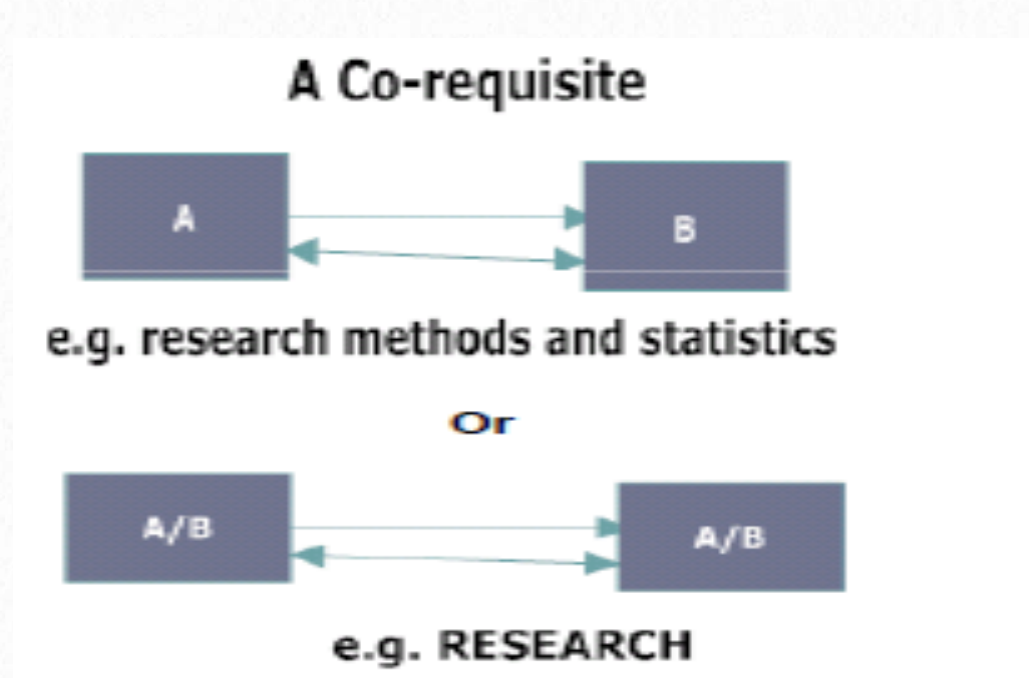 A Co-requisite
A B
e.g. research methods and statistics
Or
A/B A/B
e.g. RESEARCH